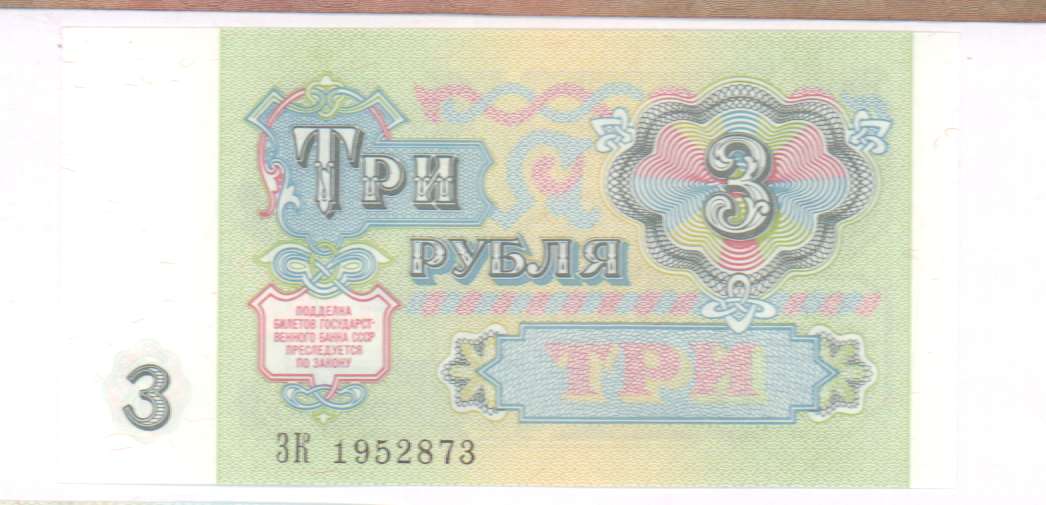 ТРИ
3
РУБЛЯ
ПОДДЕЛКА
БИЛЕТОВ ГОСУДАРСТ-
ВЕННОГО БАНКА СССР
ПРЕСЛЕДУЕТСЯ
ПО ЗАКОНУ
ТРИ
3
ЗК 1952873